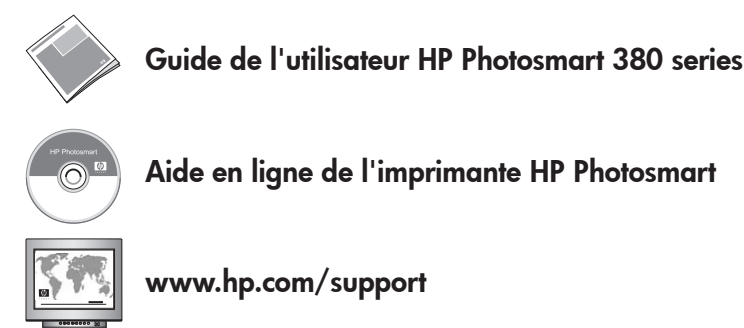 Guide de l'utilisateur HP Photosmart 380 series
HP Photosmart
Aide en ligne de l'imprimante HP Photosmart
www.hp.com/support